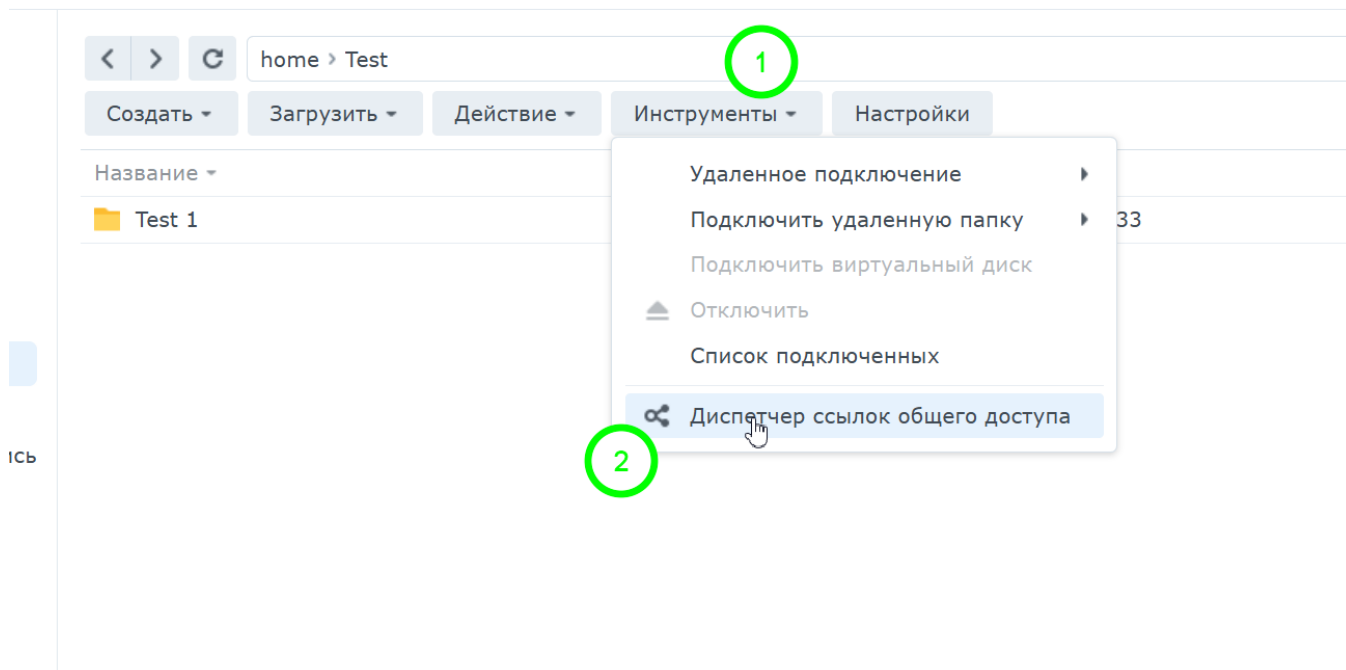 home › Test
1
Создать Загрузить Действие Инструменты Настройки
Название
Удаленное подключение
Test 1
Подключить удаленную папку
33
Подключить виртуальный диск
Отключить
Список подключенных
Диспетчер ссылок общего доступа
2
ись